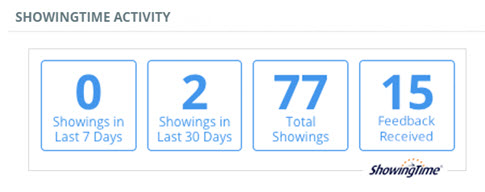 SHOWINGTIME ACTIVITY
0
Showings in
Last 7 Days
2
Showings in
Last 30 Days
77
Total
Showings
15
Feedback
Received
ShowingTime®